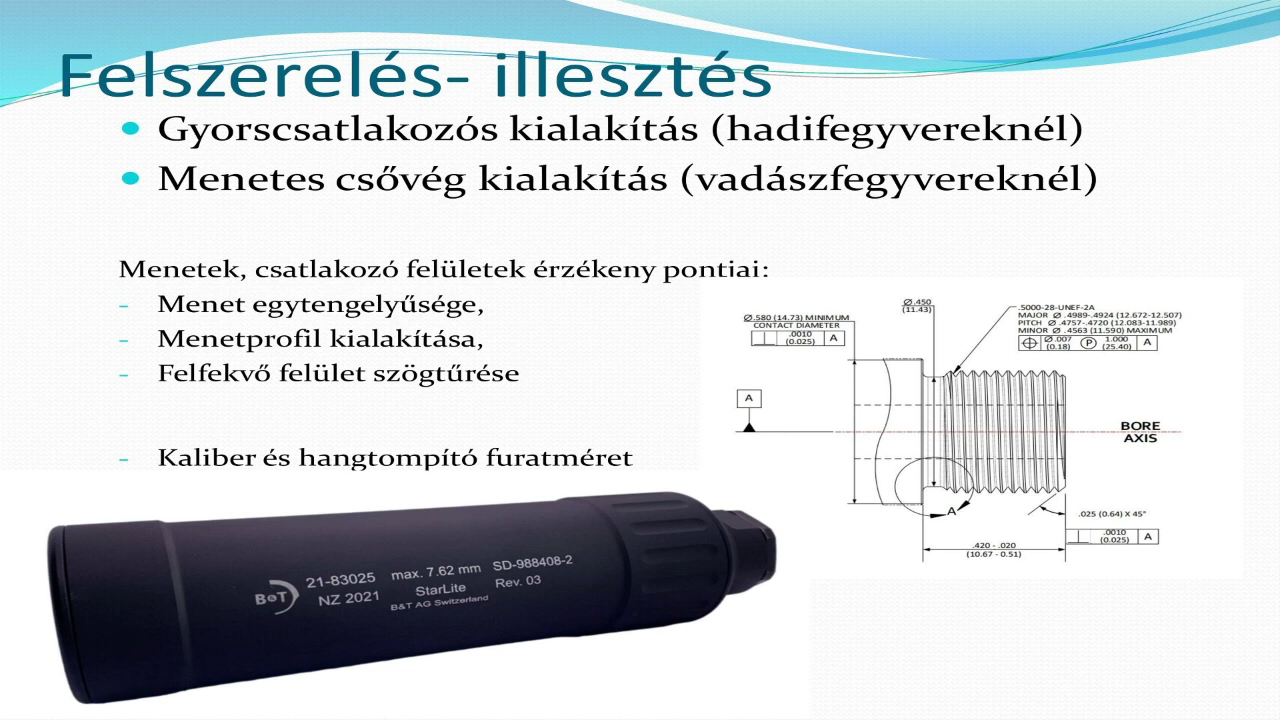 Felszerelés- illesztés
• Gyorscsatlakozós kialakítás (hadifegyvereknél)
• Menetes csővég kialakítás (vadászfegyvereknél)
Menetek, csatlakozó felületek érzékeny pontjai:
- Menet egytengelyűsége,
- Menetprofil kialakítása,
- Felfekvő felület szögtűrése
- Kaliber és hangtompító furatméret
Ø.580 (14.73) MINIMUM
CONTACT DIAMETER
⊥ .0010 (0.025) A
Ø.450
(11.43)
.5000-28-UNEF-2A
MAJOR Ø .4989-.4924 (12.672-12.507)
PITCH Ø .4757-.4720 (12.083-11.989)
MINOR Ø .4563 (11.590) MAXIMUM
⌖ Ø.007 (0.18) Ⓟ 1.000 (25.40) A
A
BORE
AXIS
A
.025 (0.64) X 45°
⊥ .0010 (0.025) A
.420 - .020
(10.67 - 0.51)
B&T 21-83025 max. 7.62 mm SD-988408-2
NZ 2021 StarLite Rev. 03
B&T AG Switzerland